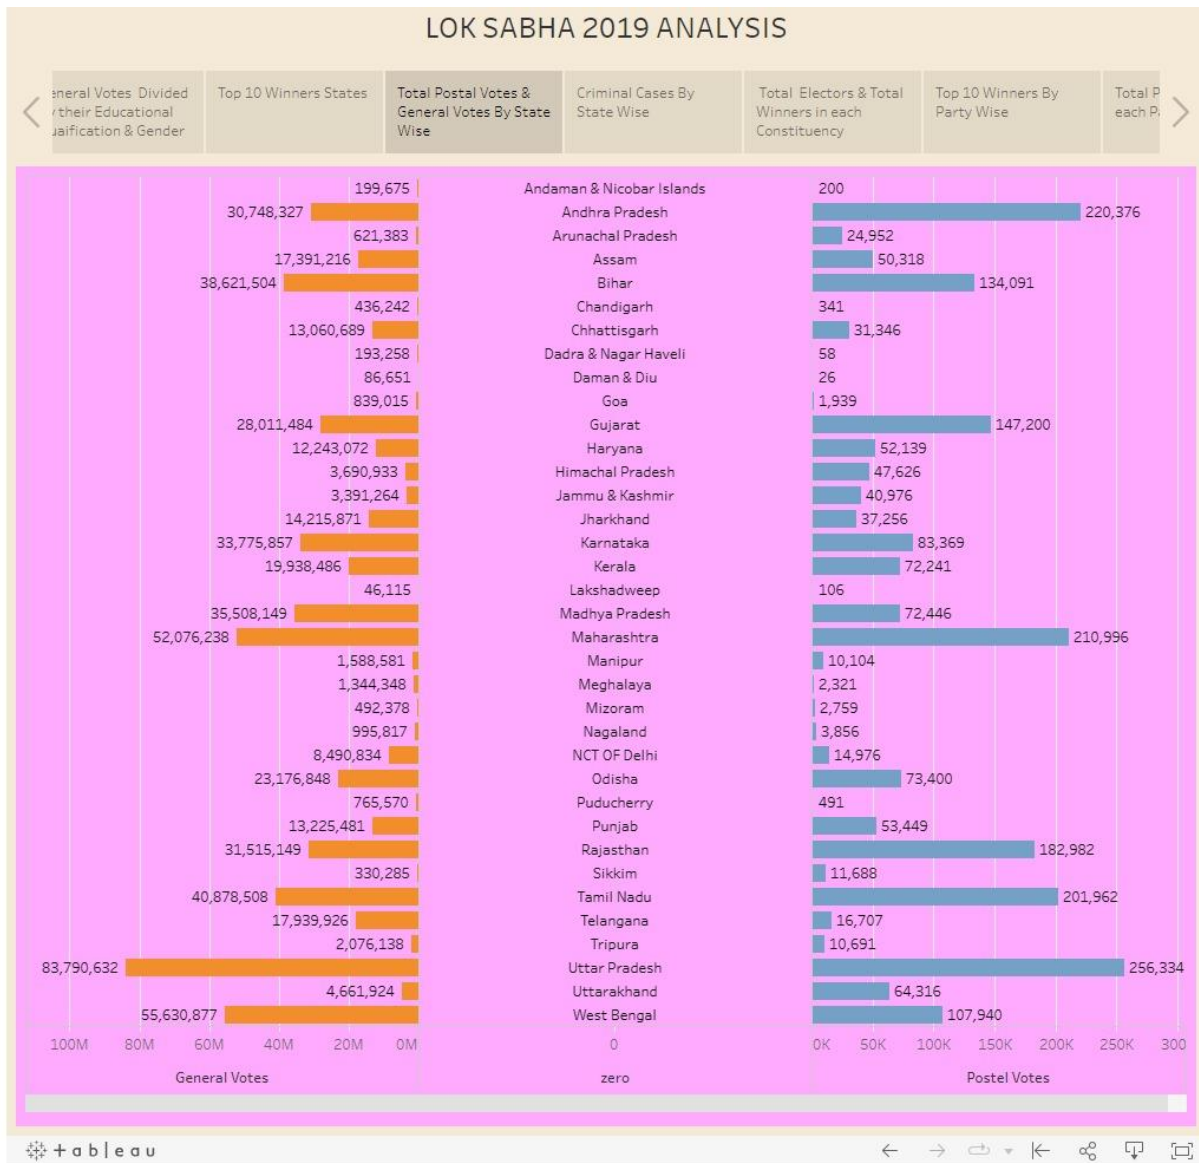 LOK SABHA 2019 ANALYSIS
eneral Votes Divided
their Educational
uaification & Gender
Top 10 Winners States
Total Postal Votes &
General Votes By State
Wise
Criminal Cases By
State Wise
Total Electors & Total
Winners in each
Constituency
Top 10 Winners By
Party Wise
Total P
each Pa
199,675 Andaman & Nicobar Islands 200
30,748,327 Andhra Pradesh 220,376
621,383 Arunachal Pradesh 24,952
17,391,216 Assam 50,318
38,621,504 Bihar 134,091
436,242 Chandigarh 341
13,060,689 Chhattisgarh 31,346
193,258 Dadra & Nagar Haveli 58
86,651 Daman & Diu 26
839,015 Goa 1,939
28,011,484 Gujarat 147,200
12,243,072 Haryana 52,139
3,690,933 Himachal Pradesh 47,626
3,391,264 Jammu & Kashmir 40,976
14,215,871 Jharkhand 37,256
33,775,857 Karnataka 83,369
19,938,486 Kerala 72,241
46,115 Lakshadweep 106
35,508,149 Madhya Pradesh 72,446
52,076,238 Maharashtra 210,996
1,588,581 Manipur 10,104
1,344,348 Meghalaya 2,321
492,378 Mizoram 2,759
995,817 Nagaland 3,856
8,490,834 NCT OF Delhi 14,976
23,176,848 Odisha 73,400
765,570 Puducherry 491
13,225,481 Punjab 53,449
31,515,149 Rajasthan 182,982
330,285 Sikkim 11,688
40,878,508 Tamil Nadu 201,962
17,939,926 Telangana 16,707
2,076,138 Tripura 10,691
83,790,632 Uttar Pradesh 256,334
4,661,924 Uttarakhand 64,316
55,630,877 West Bengal 107,940
100M 80M 60M 40M 20M 0M 0 0K 50K 100K 150K 200K 250K 300
General Votes zero Postel Votes
+ableau